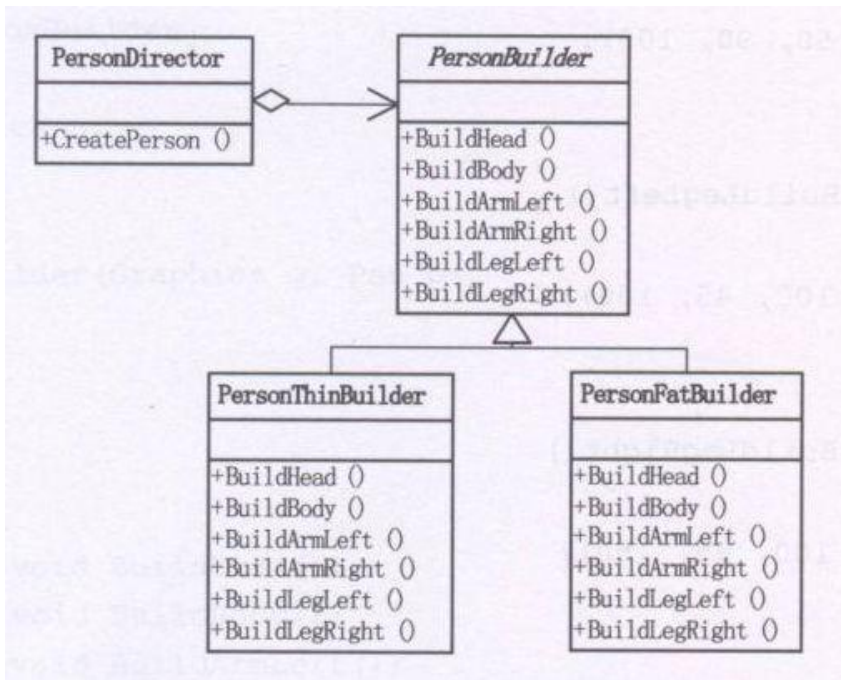 PersonDirector
+CreatePerson ()
PersonBuilder
+BuildHead ()
+BuildBody ()
+BuildArmLeft ()
+BuildArmRight ()
+BuildLegLeft ()
+BuildLegRight ()
PersonThinBuilder
+BuildHead ()
+BuildBody ()
+BuildArmLeft ()
+BuildArmRight ()
+BuildLegLeft ()
+BuildLegRight ()
PersonFatBuilder
+BuildHead ()
+BuildBody ()
+BuildArmLeft ()
+BuildArmRight ()
+BuildLegLeft ()
+BuildLegRight ()